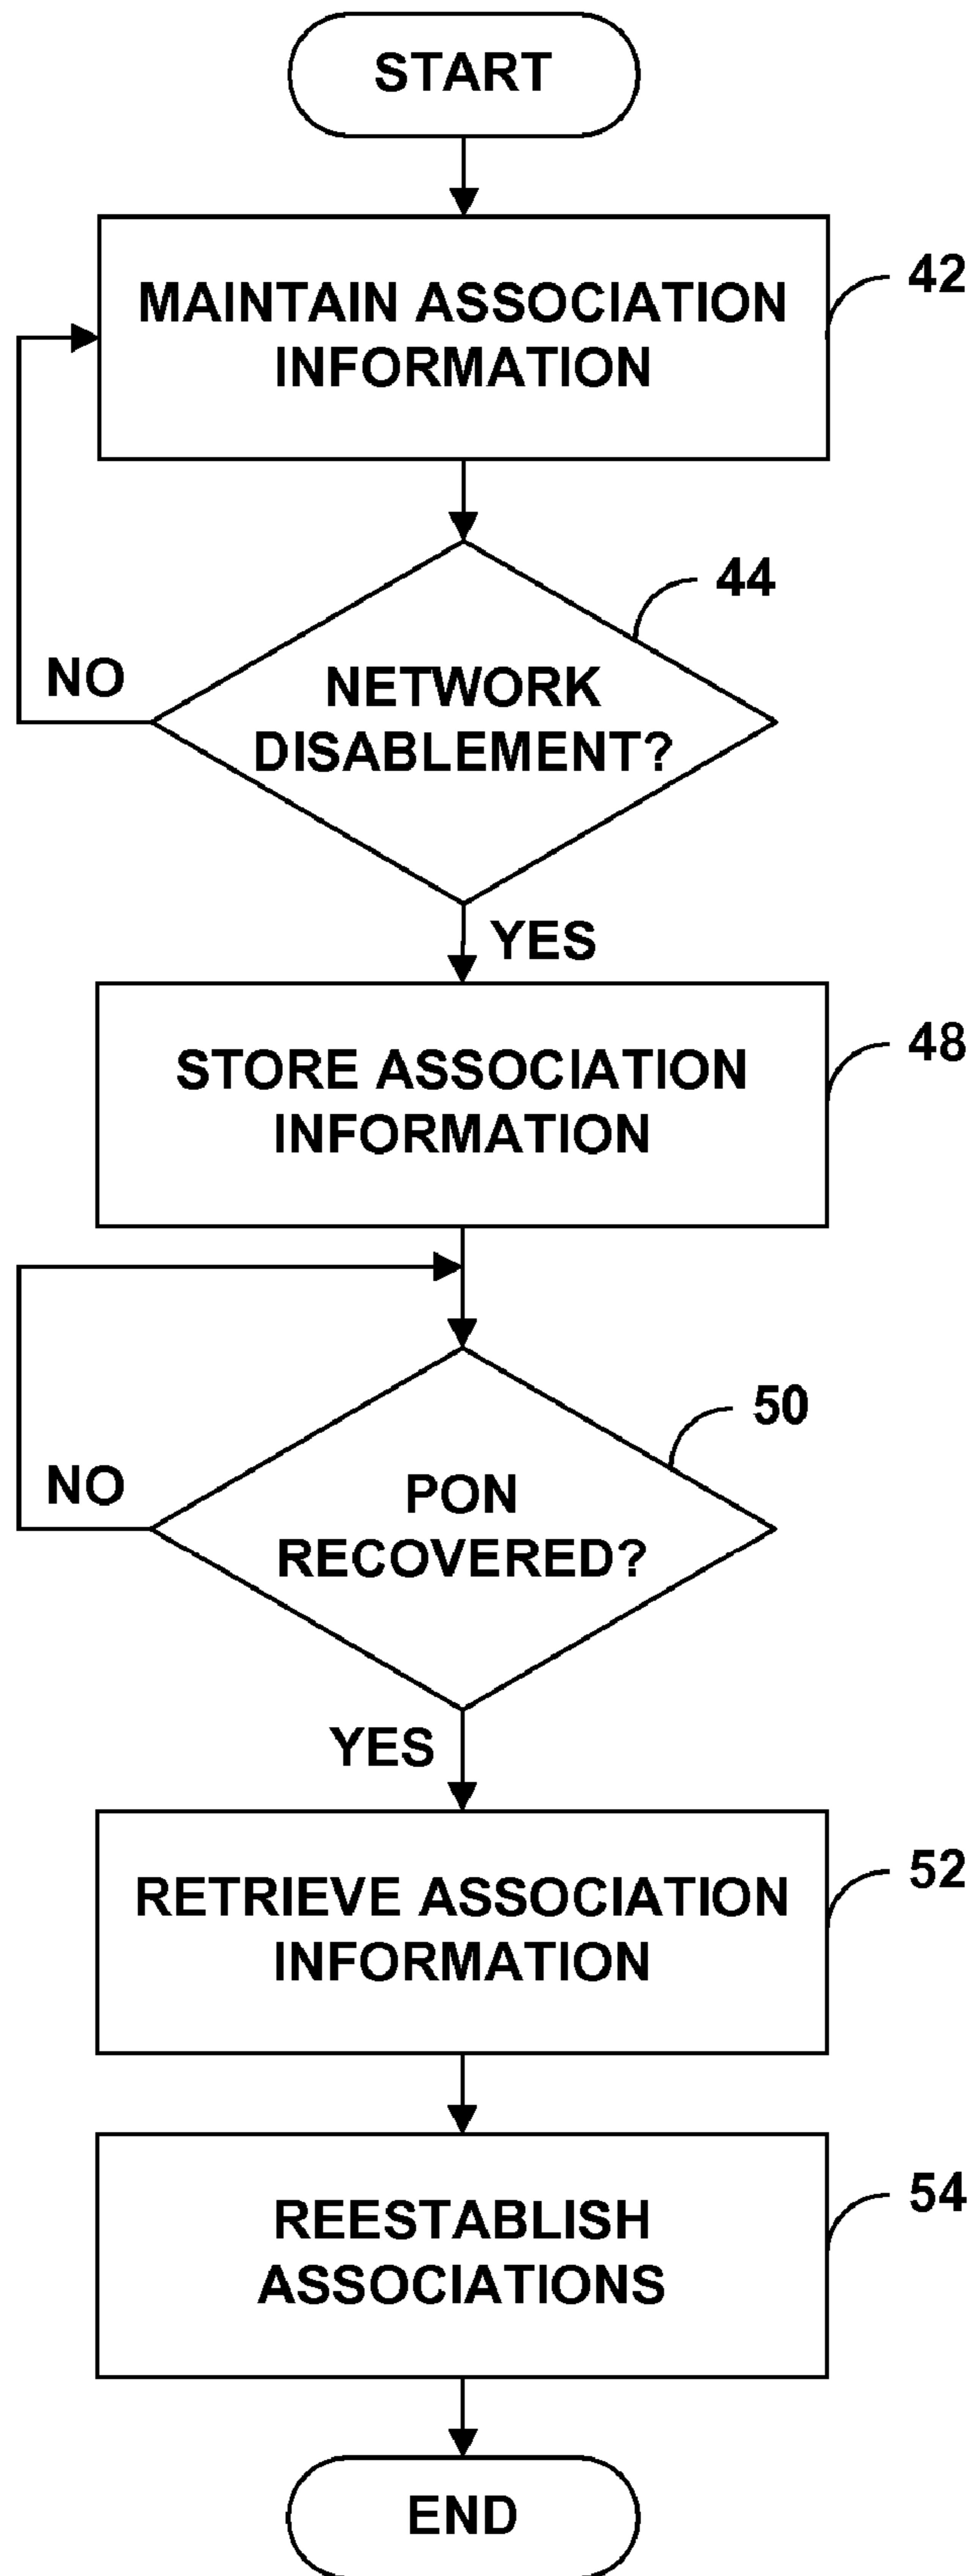 START
MAINTAIN ASSOCIATION
INFORMATION
42
44
NETWORK
DISABLEMENT?
NO
YES
STORE ASSOCIATION
INFORMATION
48
50
PON
RECOVERED?
NO
YES
RETRIEVE ASSOCIATION
INFORMATION
52
REESTABLISH
ASSOCIATIONS
54
END